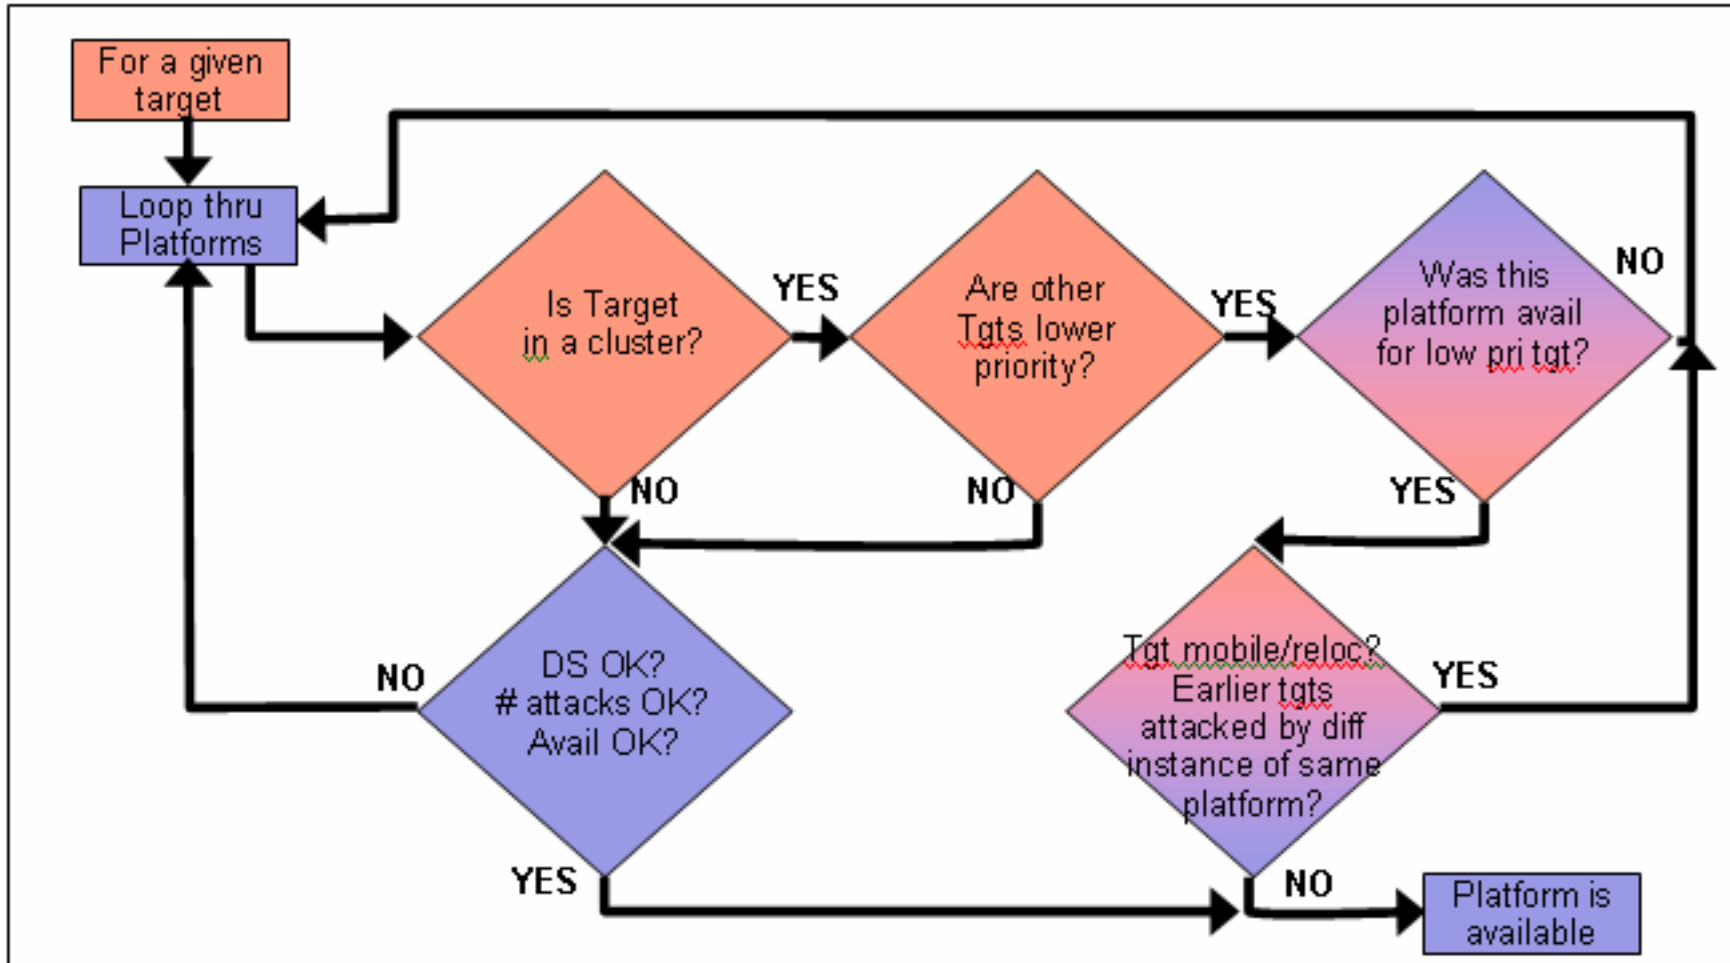 For a given
target
Loop thru
Platforms
Is Target
in a cluster?
YES
NO
Are other
Tgts lower
priority?
YES
NO
Was this
platform avail
for low pri tgt?
NO
YES
DS OK?
# attacks OK?
Avail OK?
NO
YES
Tgt mobile/reloc?
Earlier tgts
attacked by diff
instance of same
platform?
YES
NO
Platform is
available